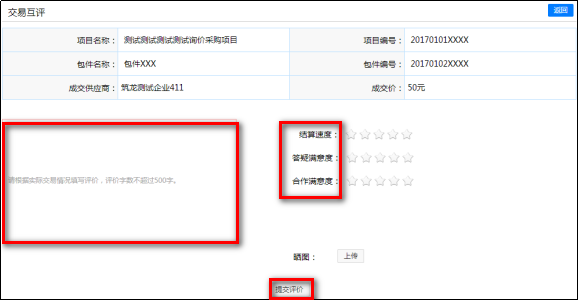 交易互评 返回
项目名称： 测试测试测试测试询价采购项目 项目编号： 20170101XXXX
包件名称： 包件XXX 包件编号： 20170102XXXX
成交供应商： 筑龙测试企业411 成交价： 50元
结算速度：
答疑满意度：
请根据实际交易情况填写评价，评价字数不超过500字。 合作满意度：
晒图： 上传
提交评价